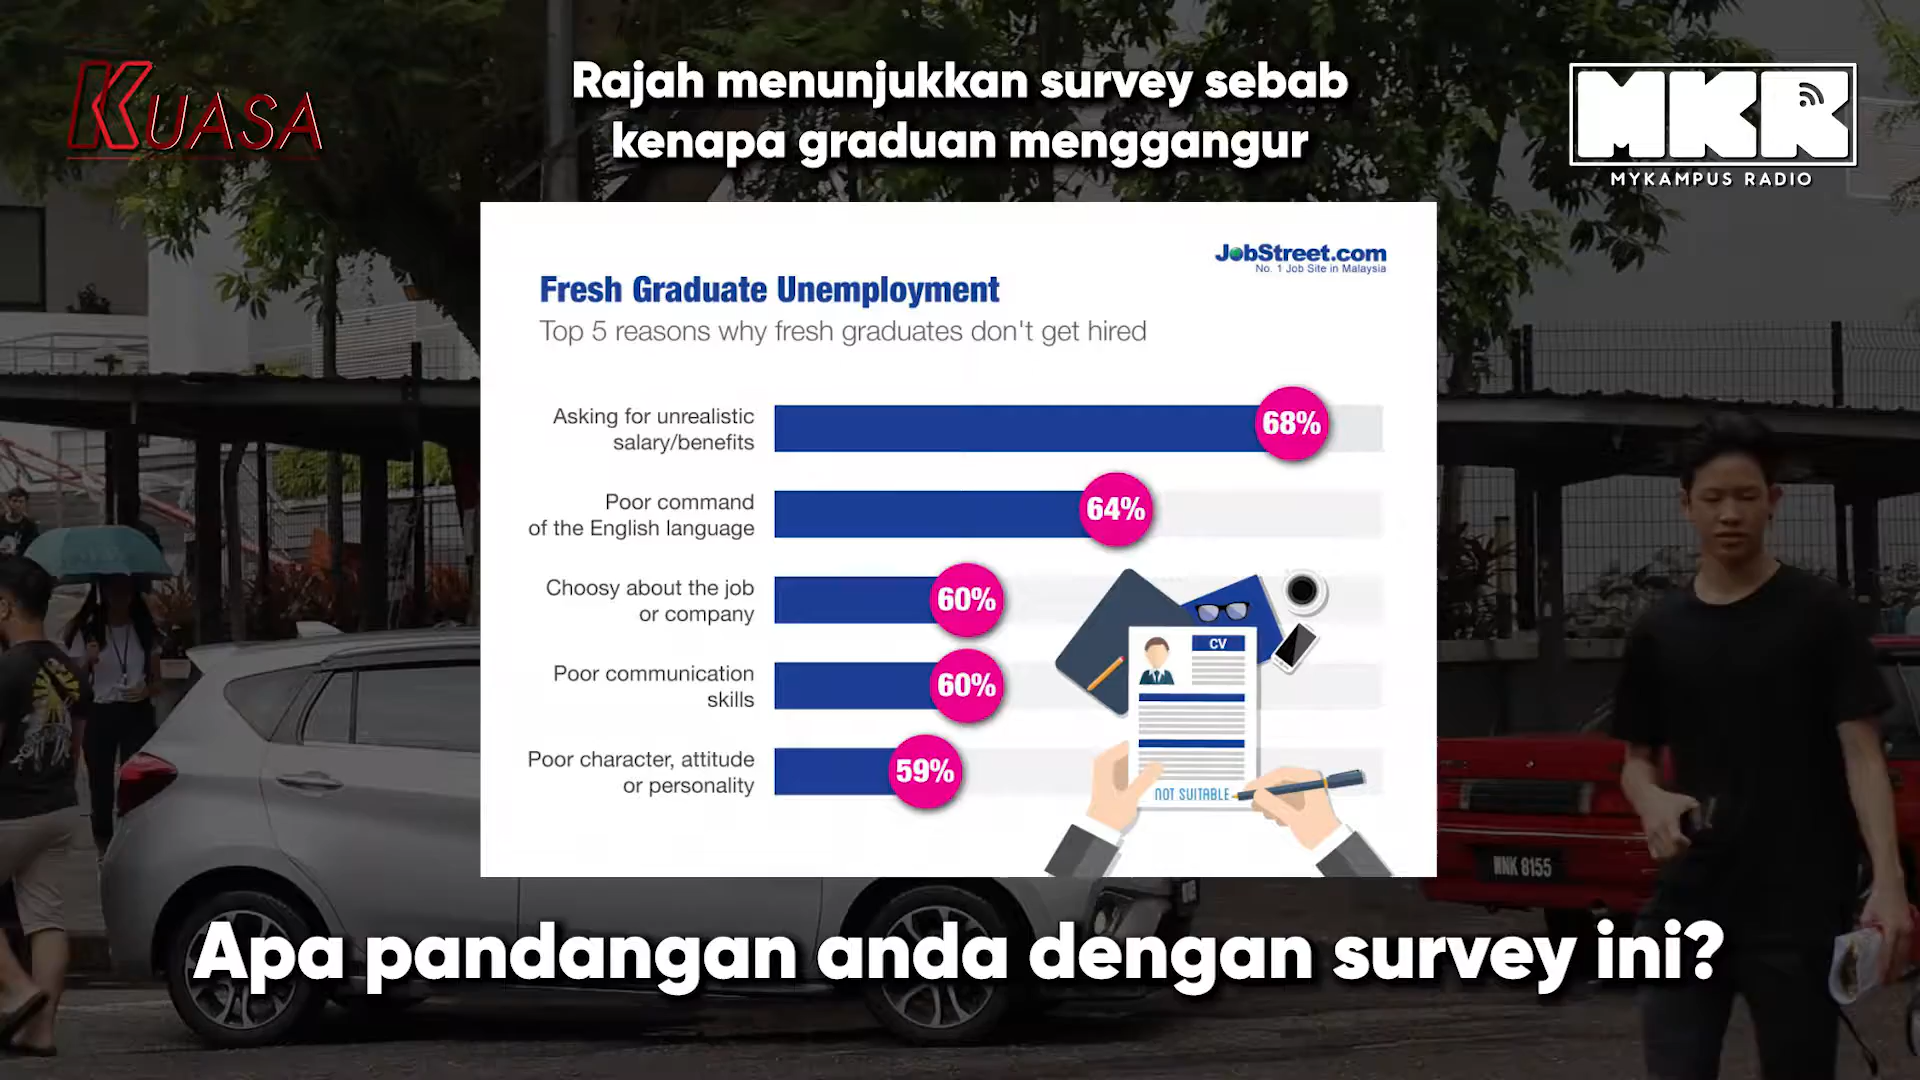 KUASA
Rajah menunjukkan survey sebab
kenapa graduan menggangur
MKR
MYKAMPUS RADIO
JobStreet.com
No. 1 Job Site in Malaysia
Fresh Graduate Unemployment
Top 5 reasons why fresh graduates don't get hired
Asking for unrealistic
salary/benefits
68%
Poor command
of the English language
64%
Choosy about the job
or company
60%
Poor communication
skills
60%
Poor character, attitude
or personality
59%
CV
NOT SUITABLE
WNK 8155
Apa pandangan anda dengan survey ini?